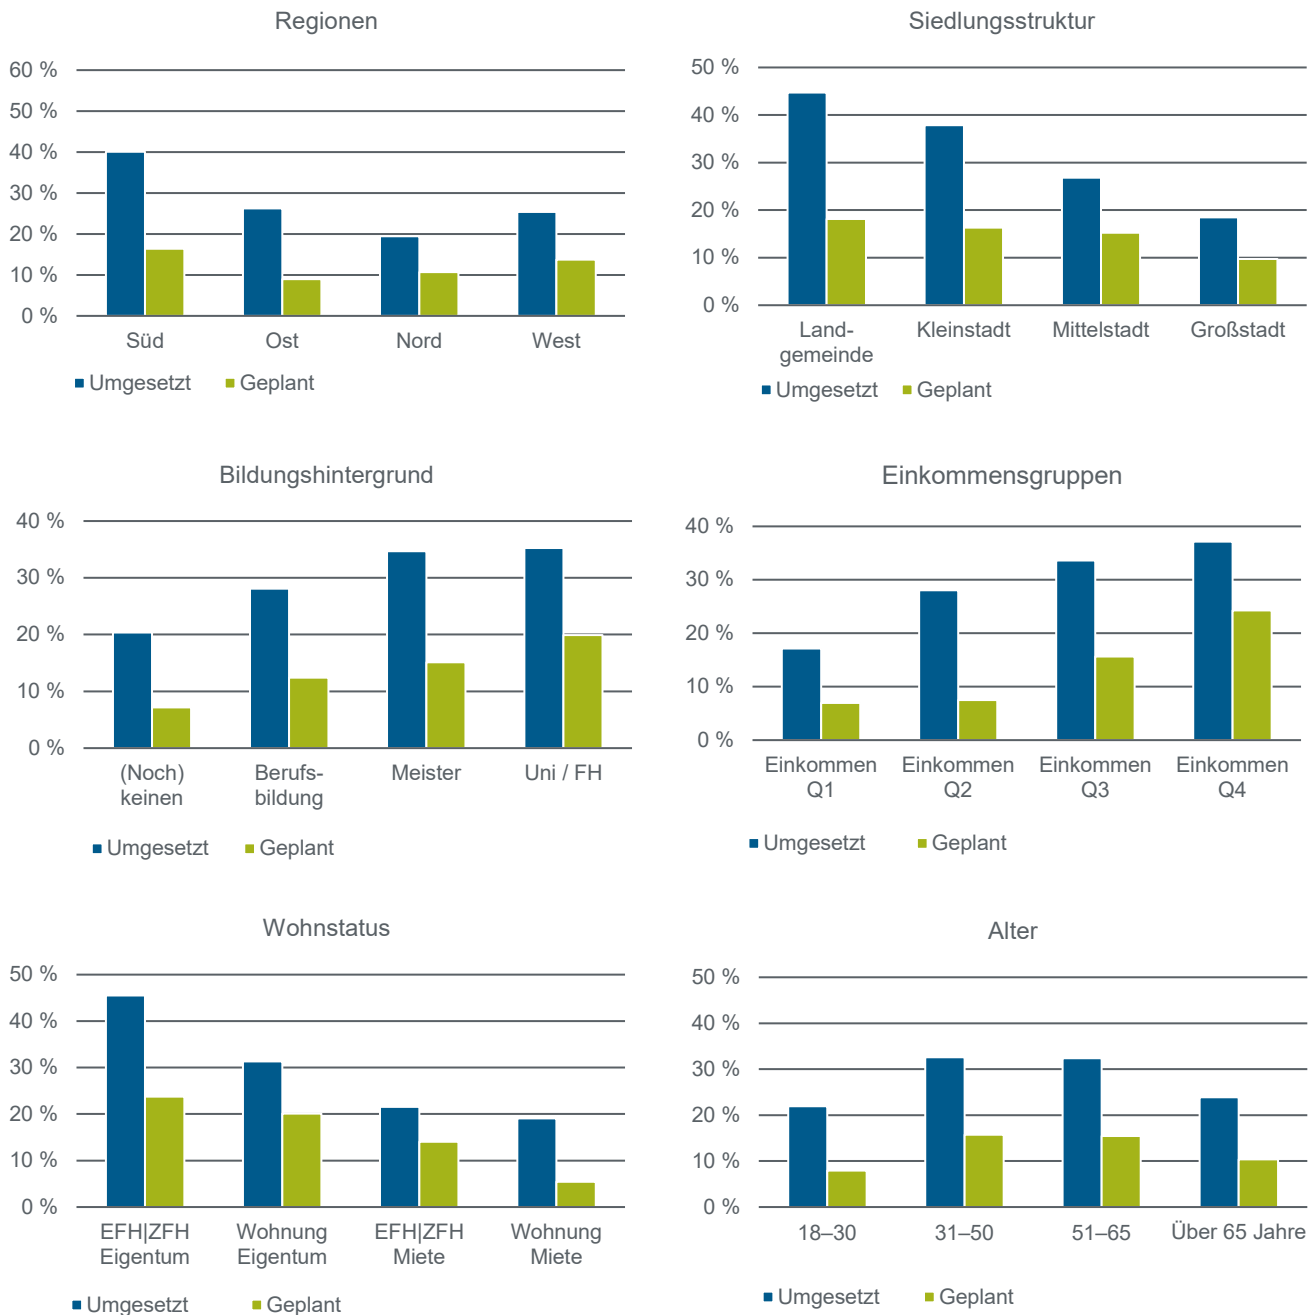 Regionen
60 %
50 %
40 %
30 %
20 %
10 %
0 %
Süd Ost Nord West
Umgesetzt Geplant
Siedlungsstruktur
50 %
40 %
30 %
20 %
10 %
0 %
Land- Kleinstadt Mittelstadt Großstadt
gemeinde
Umgesetzt Geplant
Bildungshintergrund
40 %
30 %
20 %
10 %
0 %
(Noch) Berufs- Meister Uni / FH
keinen bildung
Umgesetzt Geplant
Einkommensgruppen
40 %
30 %
20 %
10 %
0 %
Einkommen Einkommen Einkommen Einkommen
Q1 Q2 Q3 Q4
Umgesetzt Geplant
Wohnstatus
50 %
40 %
30 %
20 %
10 %
0 %
EFH|ZFH Wohnung EFH|ZFH Wohnung
Eigentum Eigentum Miete Miete
Umgesetzt Geplant
Alter
50 %
40 %
30 %
20 %
10 %
0 %
18–30 31–50 51–65 Über 65 Jahre
Umgesetzt Geplant